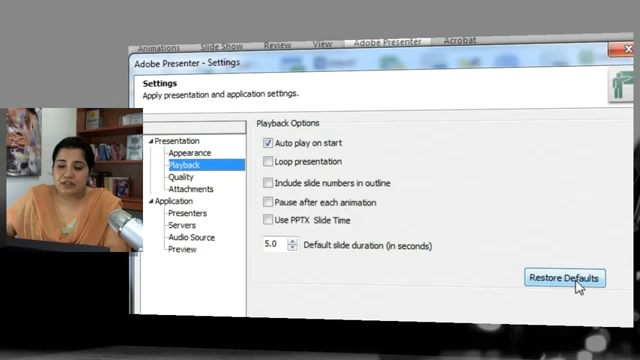 Animations Slide Show Review View Adobe Presenter Acrobat
Adobe Presenter - Settings
Settings
Apply presentation and application settings.
Presentation
Appearance
Playback
Quality
Attachments
Application
Presenters
Servers
Audio Source
Preview
Playback Options
Auto play on start
Loop presentation
Include slide numbers in outline
Pause after each animation
Use PPTX Slide Time
5.0 Default slide duration (in seconds)
Restore Defaults